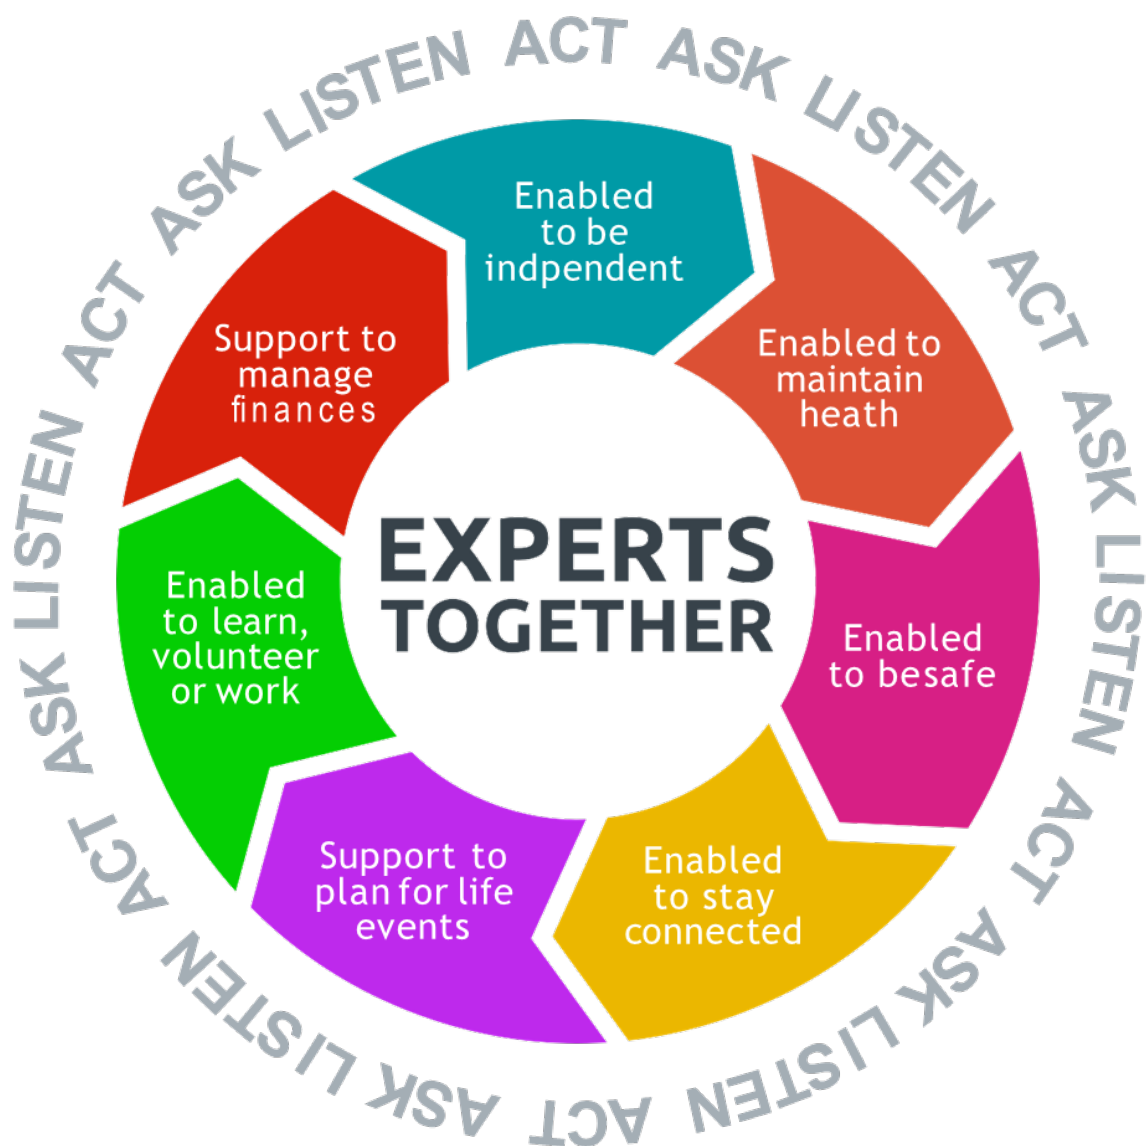 ASK LISTEN ACT ASK LISTEN ACT ASK LISTEN ACT ASK LISTEN ACT ASK LISTEN ACT ASK LISTEN ACT
Enabled
to be
indpendent
Enabled to
maintain
heath
Enabled
to besafe
Enabled
to stay
connected
Support to
plan for life
events
Enabled
to learn,
volunteer
or work
Support to
manage
finances
EXPERTS
TOGETHER